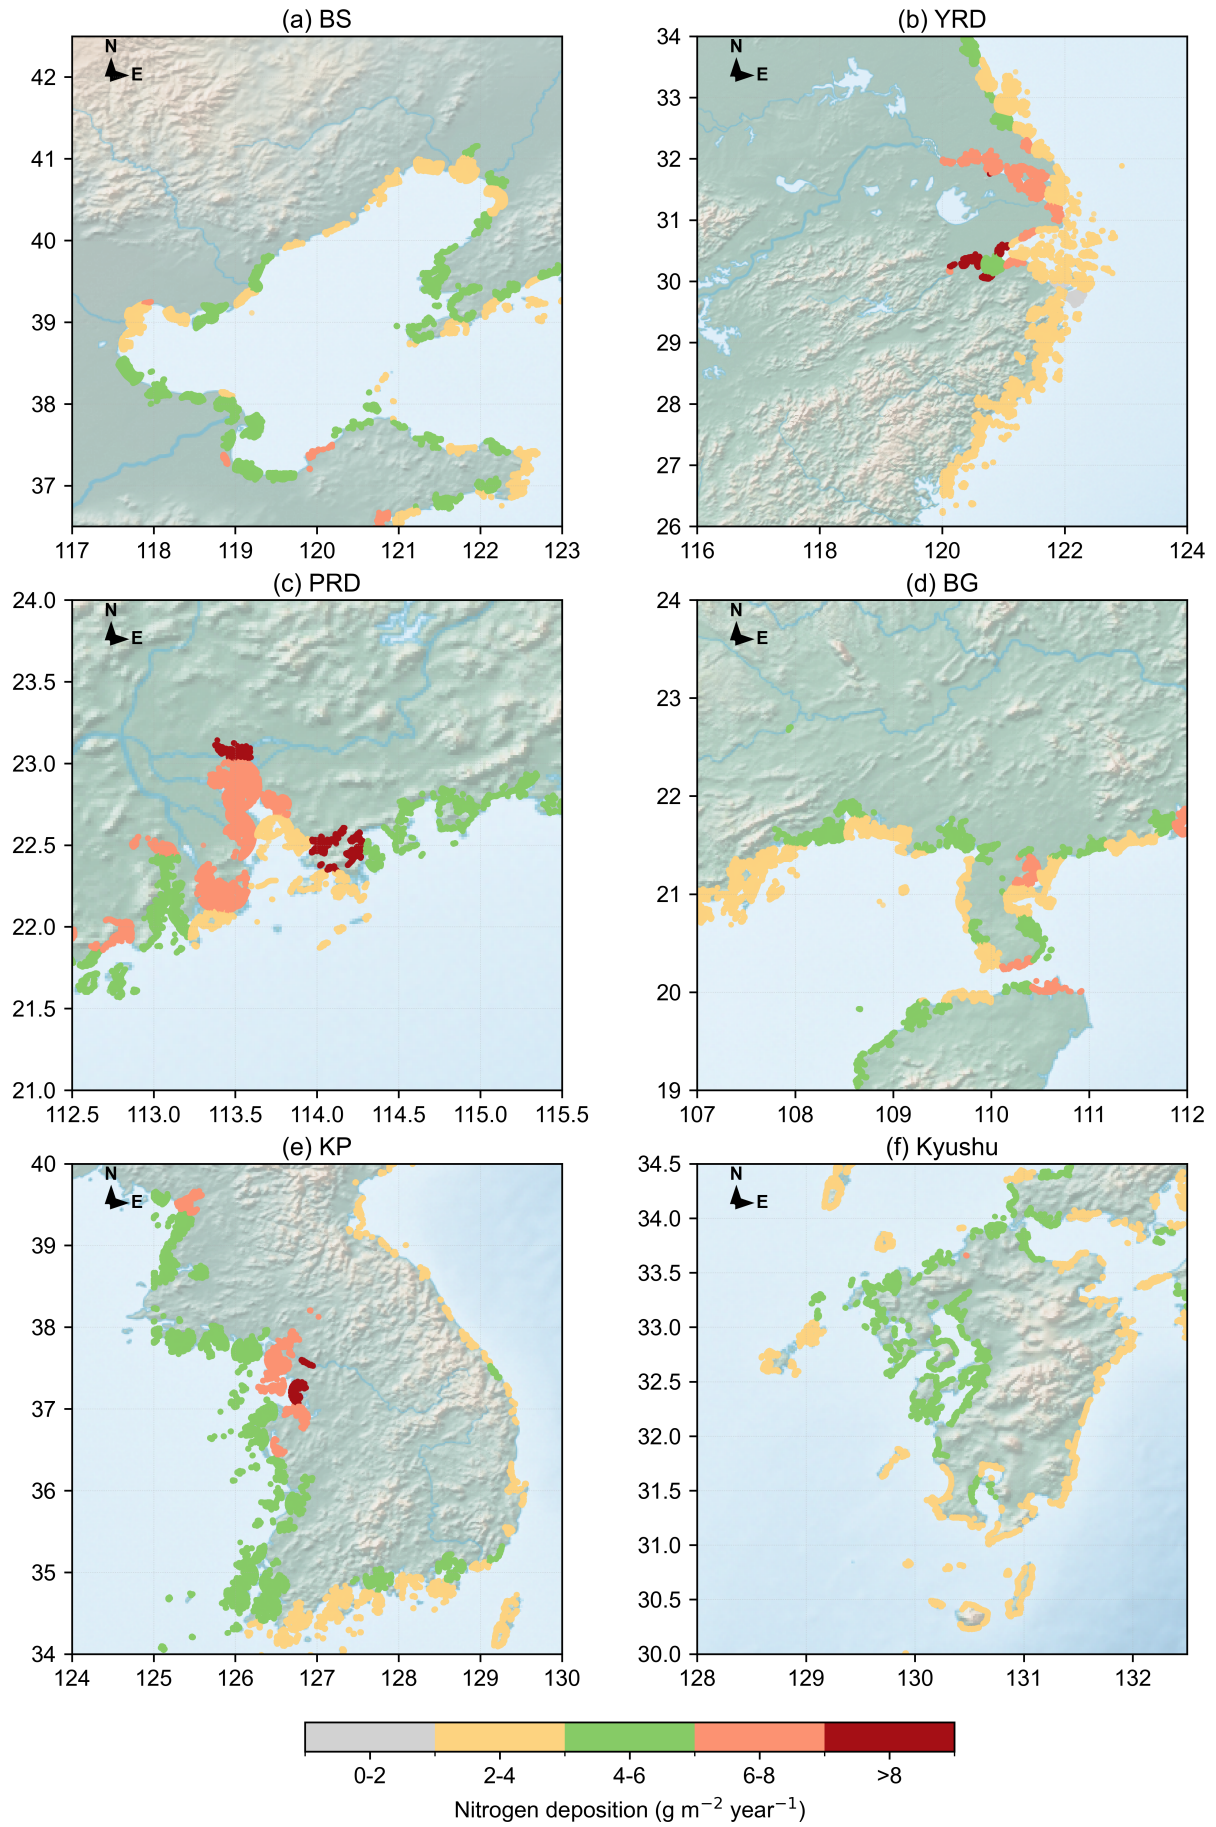 (a) BS
N
E
42
41
40
39
38
37
117 118 119 120 121 122 123
(b) YRD
N
E
34
33
32
31
30
29
28
27
26
116 118 120 122 124
(c) PRD
N
E
24.0
23.5
23.0
22.5
22.0
21.5
21.0
112.5 113.0 113.5 114.0 114.5 115.0 115.5
(d) BG
N
E
24
23
22
21
20
19
107 108 109 110 111 112
(e) KP
N
E
40
39
38
37
36
35
34
124 125 126 127 128 129 130
(f) Kyushu
N
E
34.5
34.0
33.5
33.0
32.5
32.0
31.5
31.0
30.5
30.0
128 129 130 131 132
0-2 2-4 4-6 6-8 >8
Nitrogen deposition (g m⁻² year⁻¹)